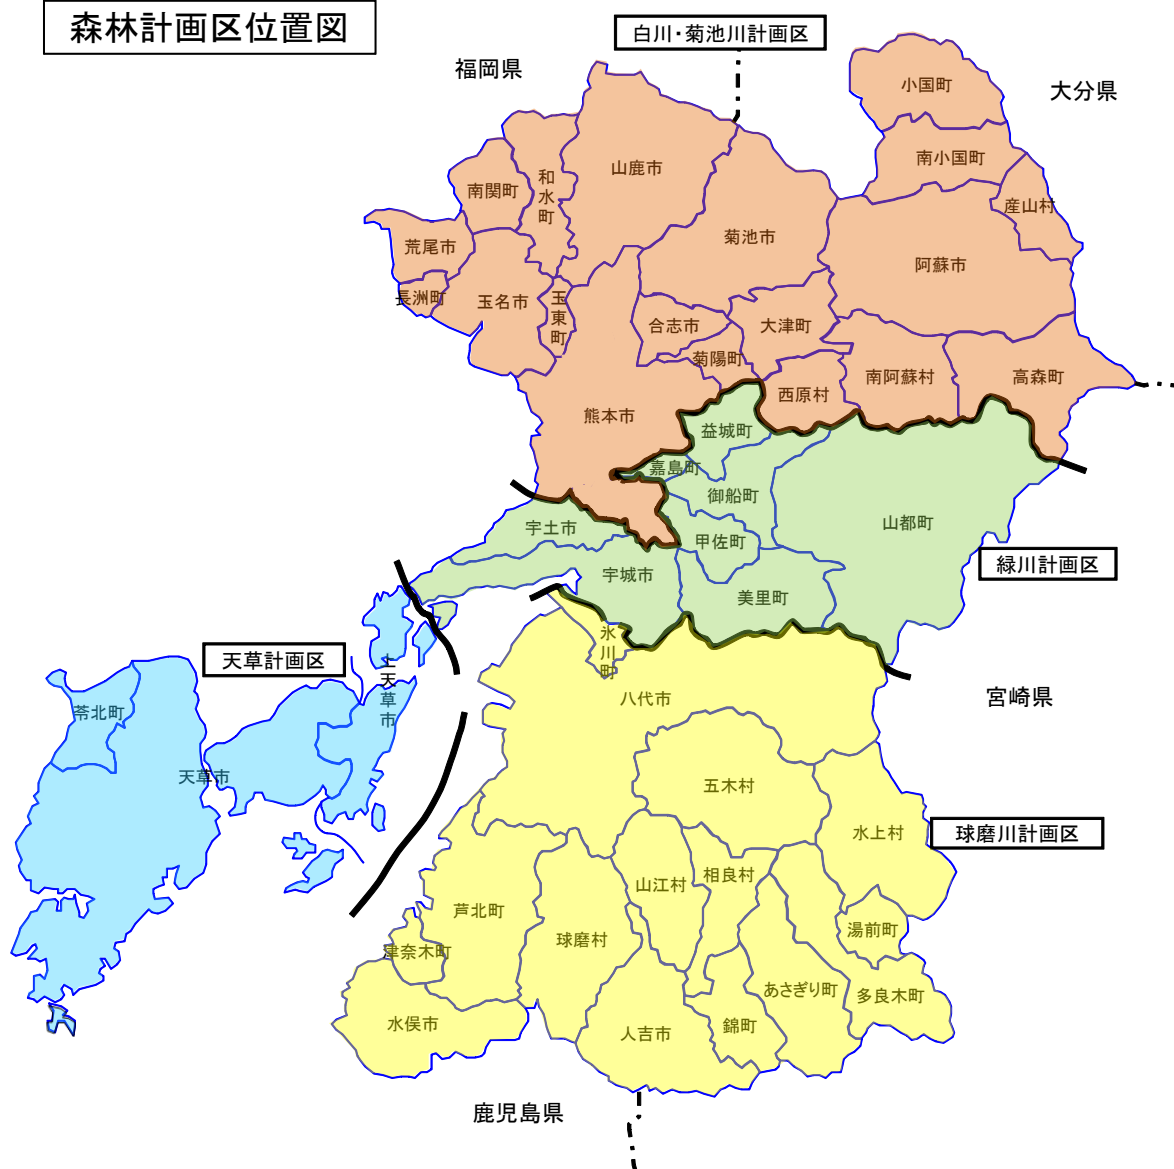 森林計画区位置図
白川・菊池川計画区
福岡県
大分県
小国町
南小国町
産山村
山鹿市
和水町
南関町
菊池市
荒尾市
阿蘇市
長洲町
玉名市
玉東町
合志市
大津町
菊陽町
南阿蘇村
高森町
西原村
熊本市
益城町
嘉島町
御船町
山都町
宇土市
甲佐町
緑川計画区
宇城市
美里町
氷川町
天草計画区
上天草市
八代市
宮崎県
苓北町
天草市
五木村
水上村
球磨川計画区
相良村
山江村
芦北町
湯前町
球磨村
津奈木町
あさぎり町
多良木町
水俣市
錦町
人吉市
鹿児島県